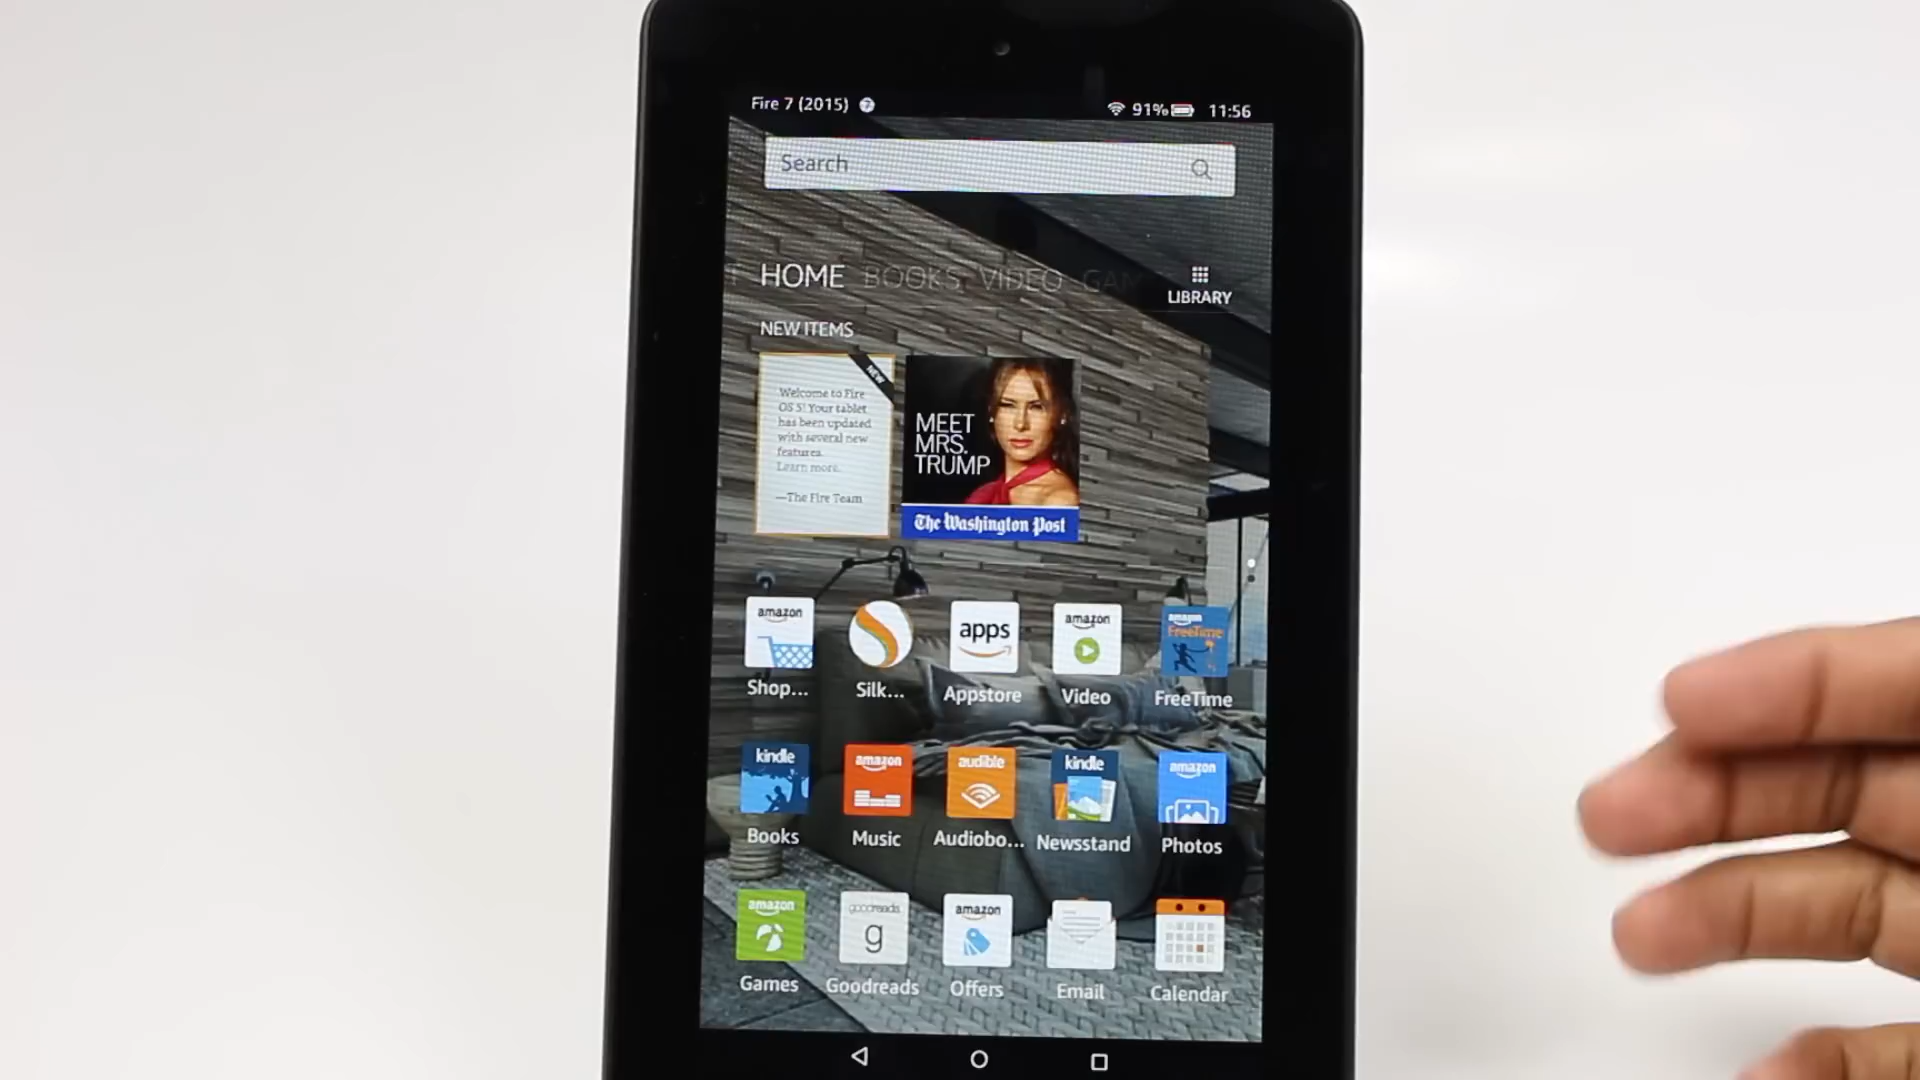 Fire 7 (2015)
91%
11:56
Search
HOME
BOOKS
VIDEO
LIBRARY
NEW ITEMS
NEW
Welcome to Fire
OS 5! Your tablet
has been updated
with several new
features.
Learn more.
—The Fire Team
MEET
MRS.
TRUMP
The Washington Post
amazon
apps
amazon
amazon
FreeTime
Shop...
Silk...
Appstore
Video
FreeTime
kindle
amazon
audible
kindle
amazon
Books
Music
Audiobo...
Newsstand
Photos
amazon
goodreads
g
amazon
Games
Goodreads
Offers
Email
Calendar